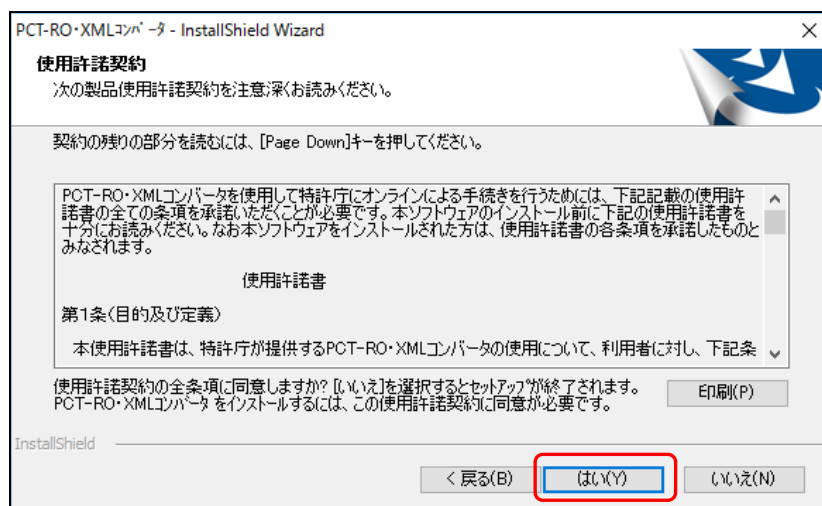 PCT-RO・XMLｺﾝﾊﾞｰﾀ - InstallShield Wizard
使用許諾契約
次の製品使用許諾契約を注意深くお読みください。
契約の残りの部分を読むには、[Page Down]キーを押してください。
PCT-RO・XMLコンバータを使用して特許庁にオンラインによる手続きを行うためには、下記記載の使用許
諾書の全ての条項を承諾いただくことが必要です。本ソフトウェアのインストール前に下記の使用許諾書を
十分にお読みください。なお本ソフトウェアをインストールされた方は、使用許諾書の各条項を承諾したものと
みなされます。
使用許諾書
第1条(目的及び定義)
本使用許諾書は、特許庁が提供するPCT-RO・XMLコンバータの使用について、利用者に対し、下記条
使用許諾契約の全条項に同意しますか? [いいえ]を選択するとｾｯﾄｱｯﾌﾟが終了されます。
PCT-RO・XMLｺﾝﾊﾞｰﾀ をインストールするには、この使用許諾契約に同意が必要です。
印刷(P)
InstallShield
< 戻る(B)
はい(Y)
いいえ(N)